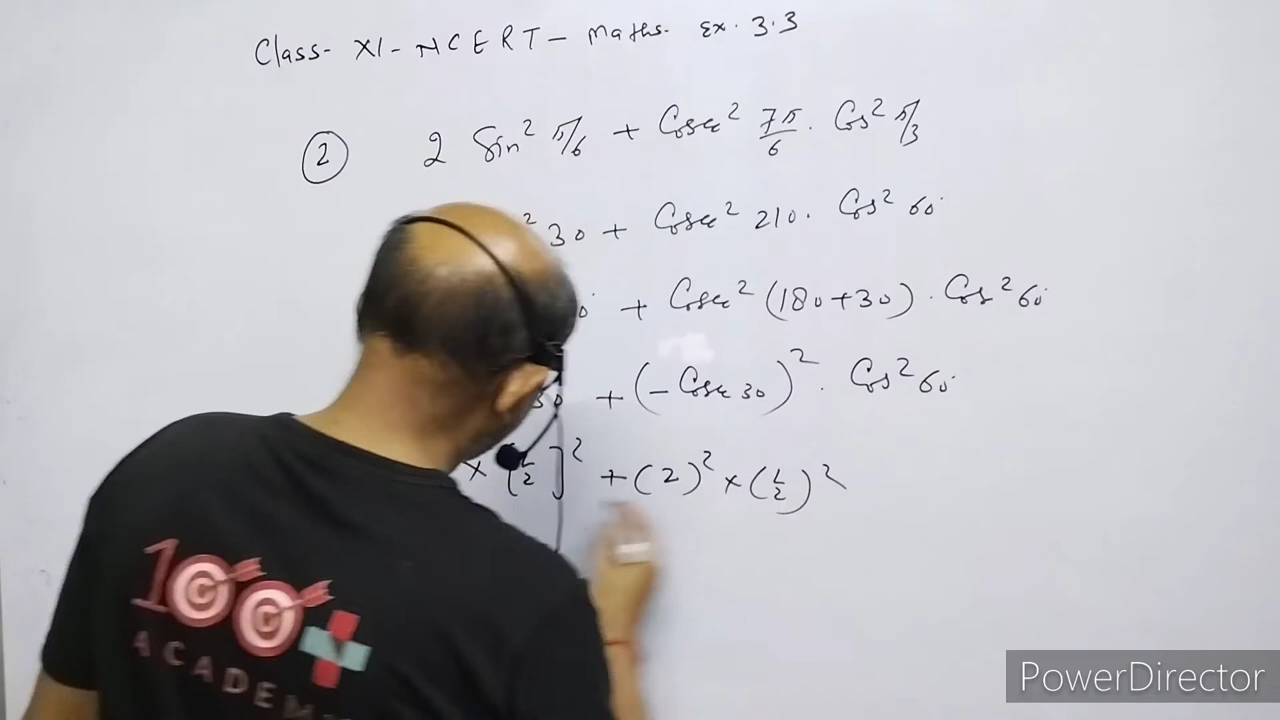 Class- XI- NCERT- Maths. Ex. 3.3
② 2 Sin² π/6 + Cosec² 7π/6 . Cos² π/3
² 30 + Cosec² 210. Cos² 60°
0° + Cosec² (180+30) . Cos² 60°
30 + (- Cosec 30)² . Cos² 60°
× [1/2]² + (2)² × (1/2)²
100+
ACADEM
PowerDirector